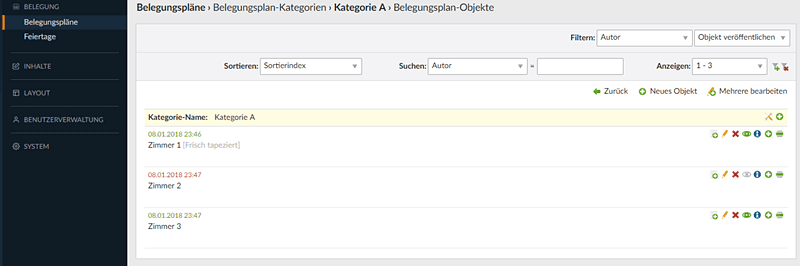 BELEGUNG
Belegungspläne
Feiertage
INHALTE
LAYOUT
BENUTZERVERWALTUNG
SYSTEM
Belegungspläne › Belegungsplan-Kategorien › Kategorie A › Belegungsplan-Objekte
Filtern: Autor Objekt veröffentlichen
Sortieren: Sortierindex Suchen: Autor = Anzeigen: 1 - 3
Zurück Neues Objekt Mehrere bearbeiten
Kategorie-Name: Kategorie A
08.01.2018 23:46
Zimmer 1 [Frisch tapeziert]
08.01.2018 23:47
Zimmer 2
08.01.2018 23:47
Zimmer 3